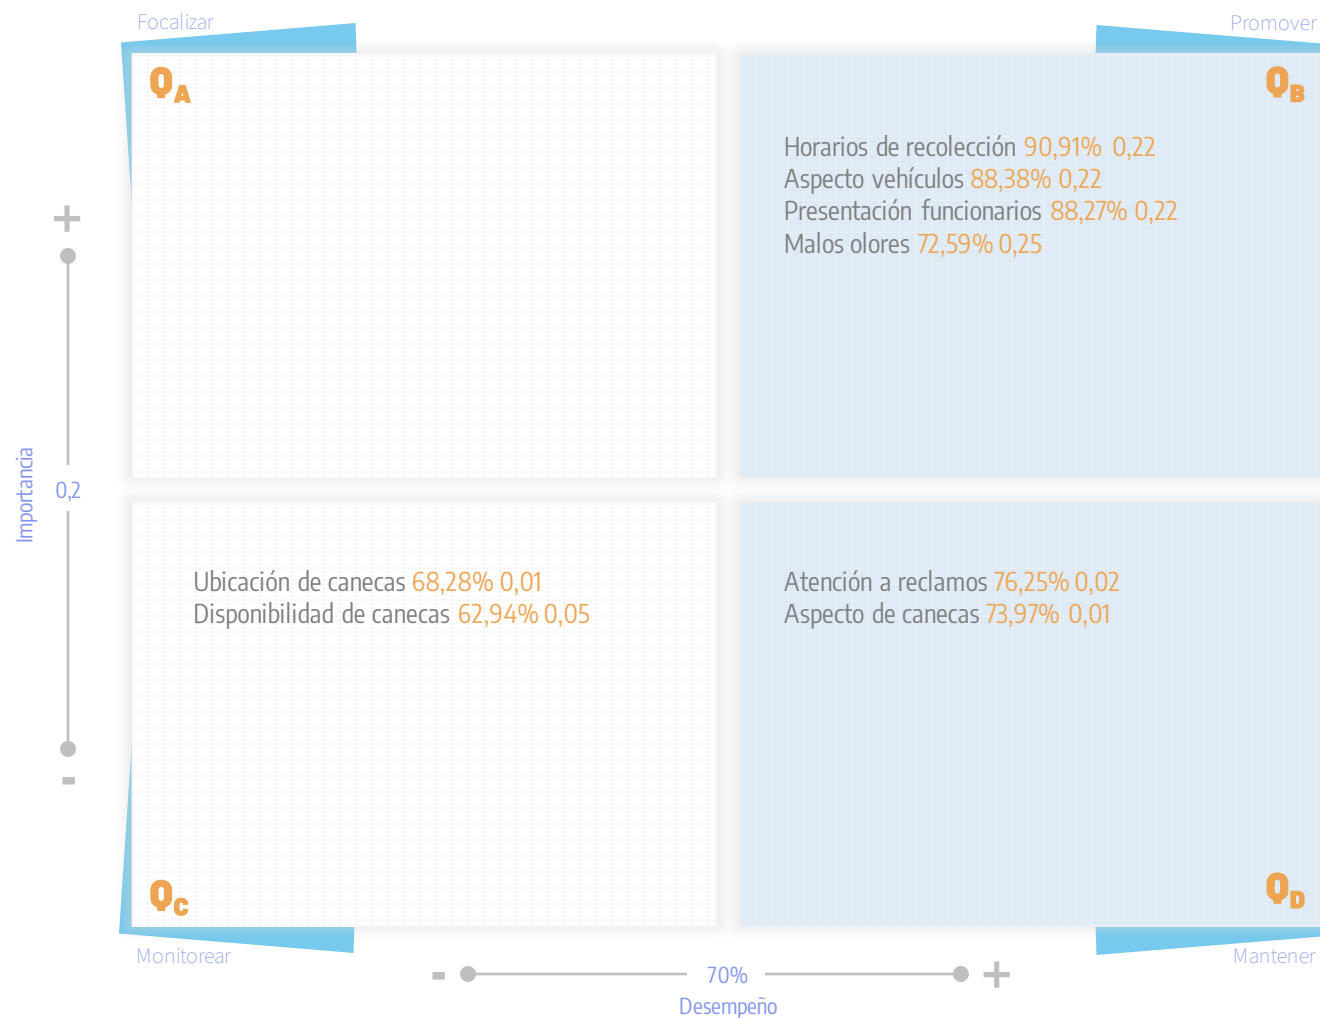 Focalizar
Promover
QA
QB
Horarios de recolección 90,91% 0,22
Aspecto vehículos 88,38% 0,22
Presentación funcionarios 88,27% 0,22
Malos olores 72,59% 0,25
+
Importancia
0,2
-
Ubicación de canecas 68,28% 0,01
Disponibilidad de canecas 62,94% 0,05
Atención a reclamos 76,25% 0,02
Aspecto de canecas 73,97% 0,01
QC
QD
Monitorear
Mantener
- 70% +
Desempeño